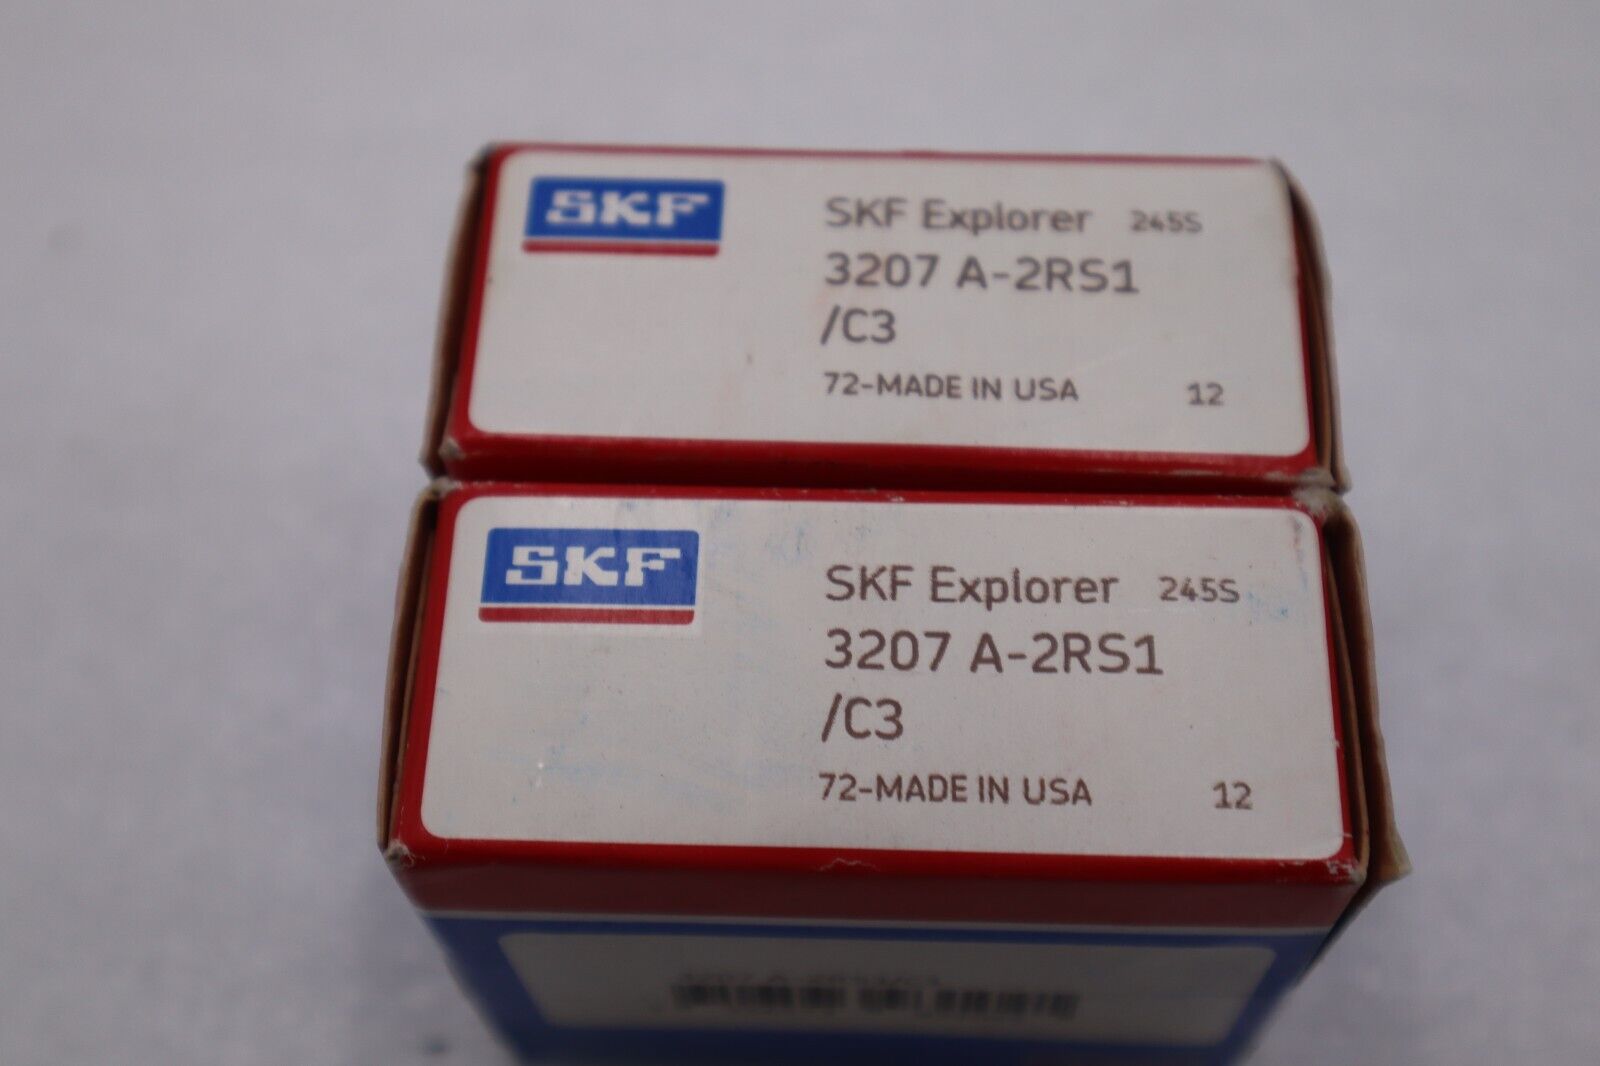 SKF
SKF Explorer 245S
3207 A-2RS1
/C3
72-MADE IN USA 12
SKF
SKF Explorer 245S
3207 A-2RS1
/C3
72-MADE IN USA 12